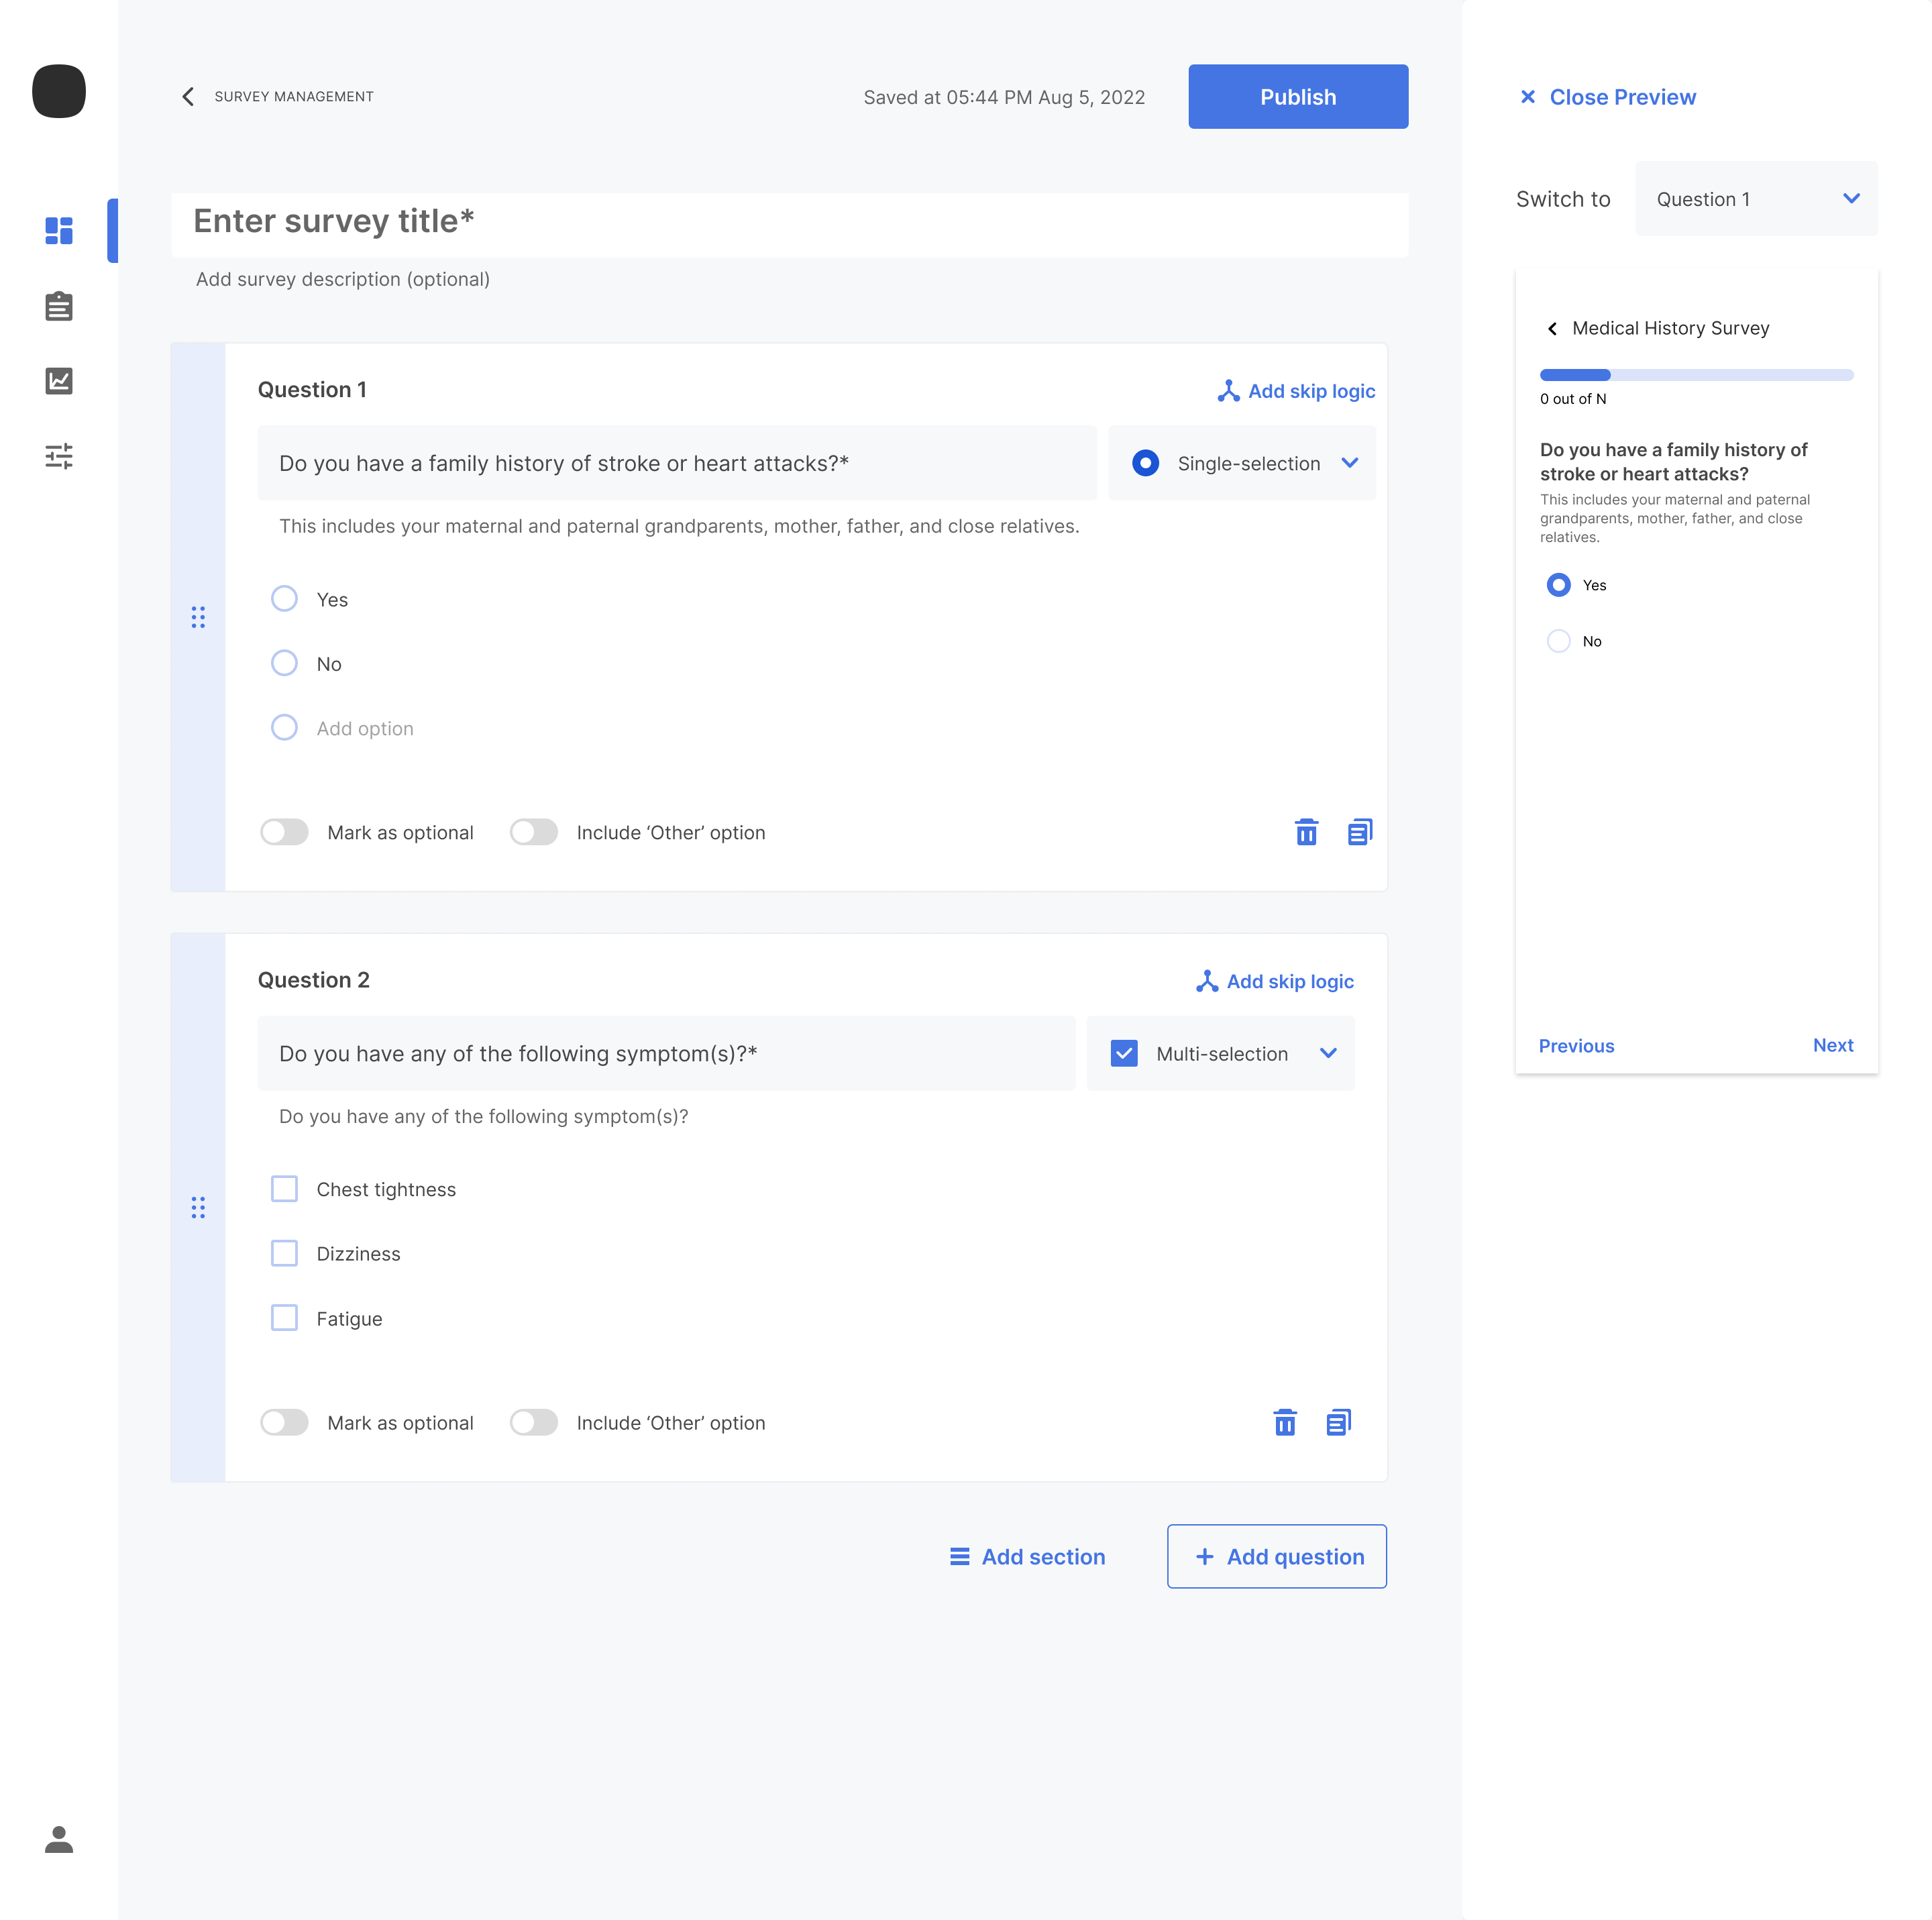 SURVEY MANAGEMENT
Saved at 05:44 PM Aug 5, 2022
Publish
Enter survey title*
Add survey description (optional)
Question 1
Add skip logic
Do you have a family history of stroke or heart attacks?*
Single-selection
This includes your maternal and paternal grandparents, mother, father, and close relatives.
Yes
No
Add option
Mark as optional
Include ‘Other’ option
Question 2
Add skip logic
Do you have any of the following symptom(s)?*
Multi-selection
Do you have any of the following symptom(s)?
Chest tightness
Dizziness
Fatigue
Mark as optional
Include ‘Other’ option
Add section
Add question
Close Preview
Switch to
Question 1
Medical History Survey
0 out of N
Do you have a family history of
stroke or heart attacks?
This includes your maternal and paternal
grandparents, mother, father, and close
relatives.
Yes
No
Previous
Next